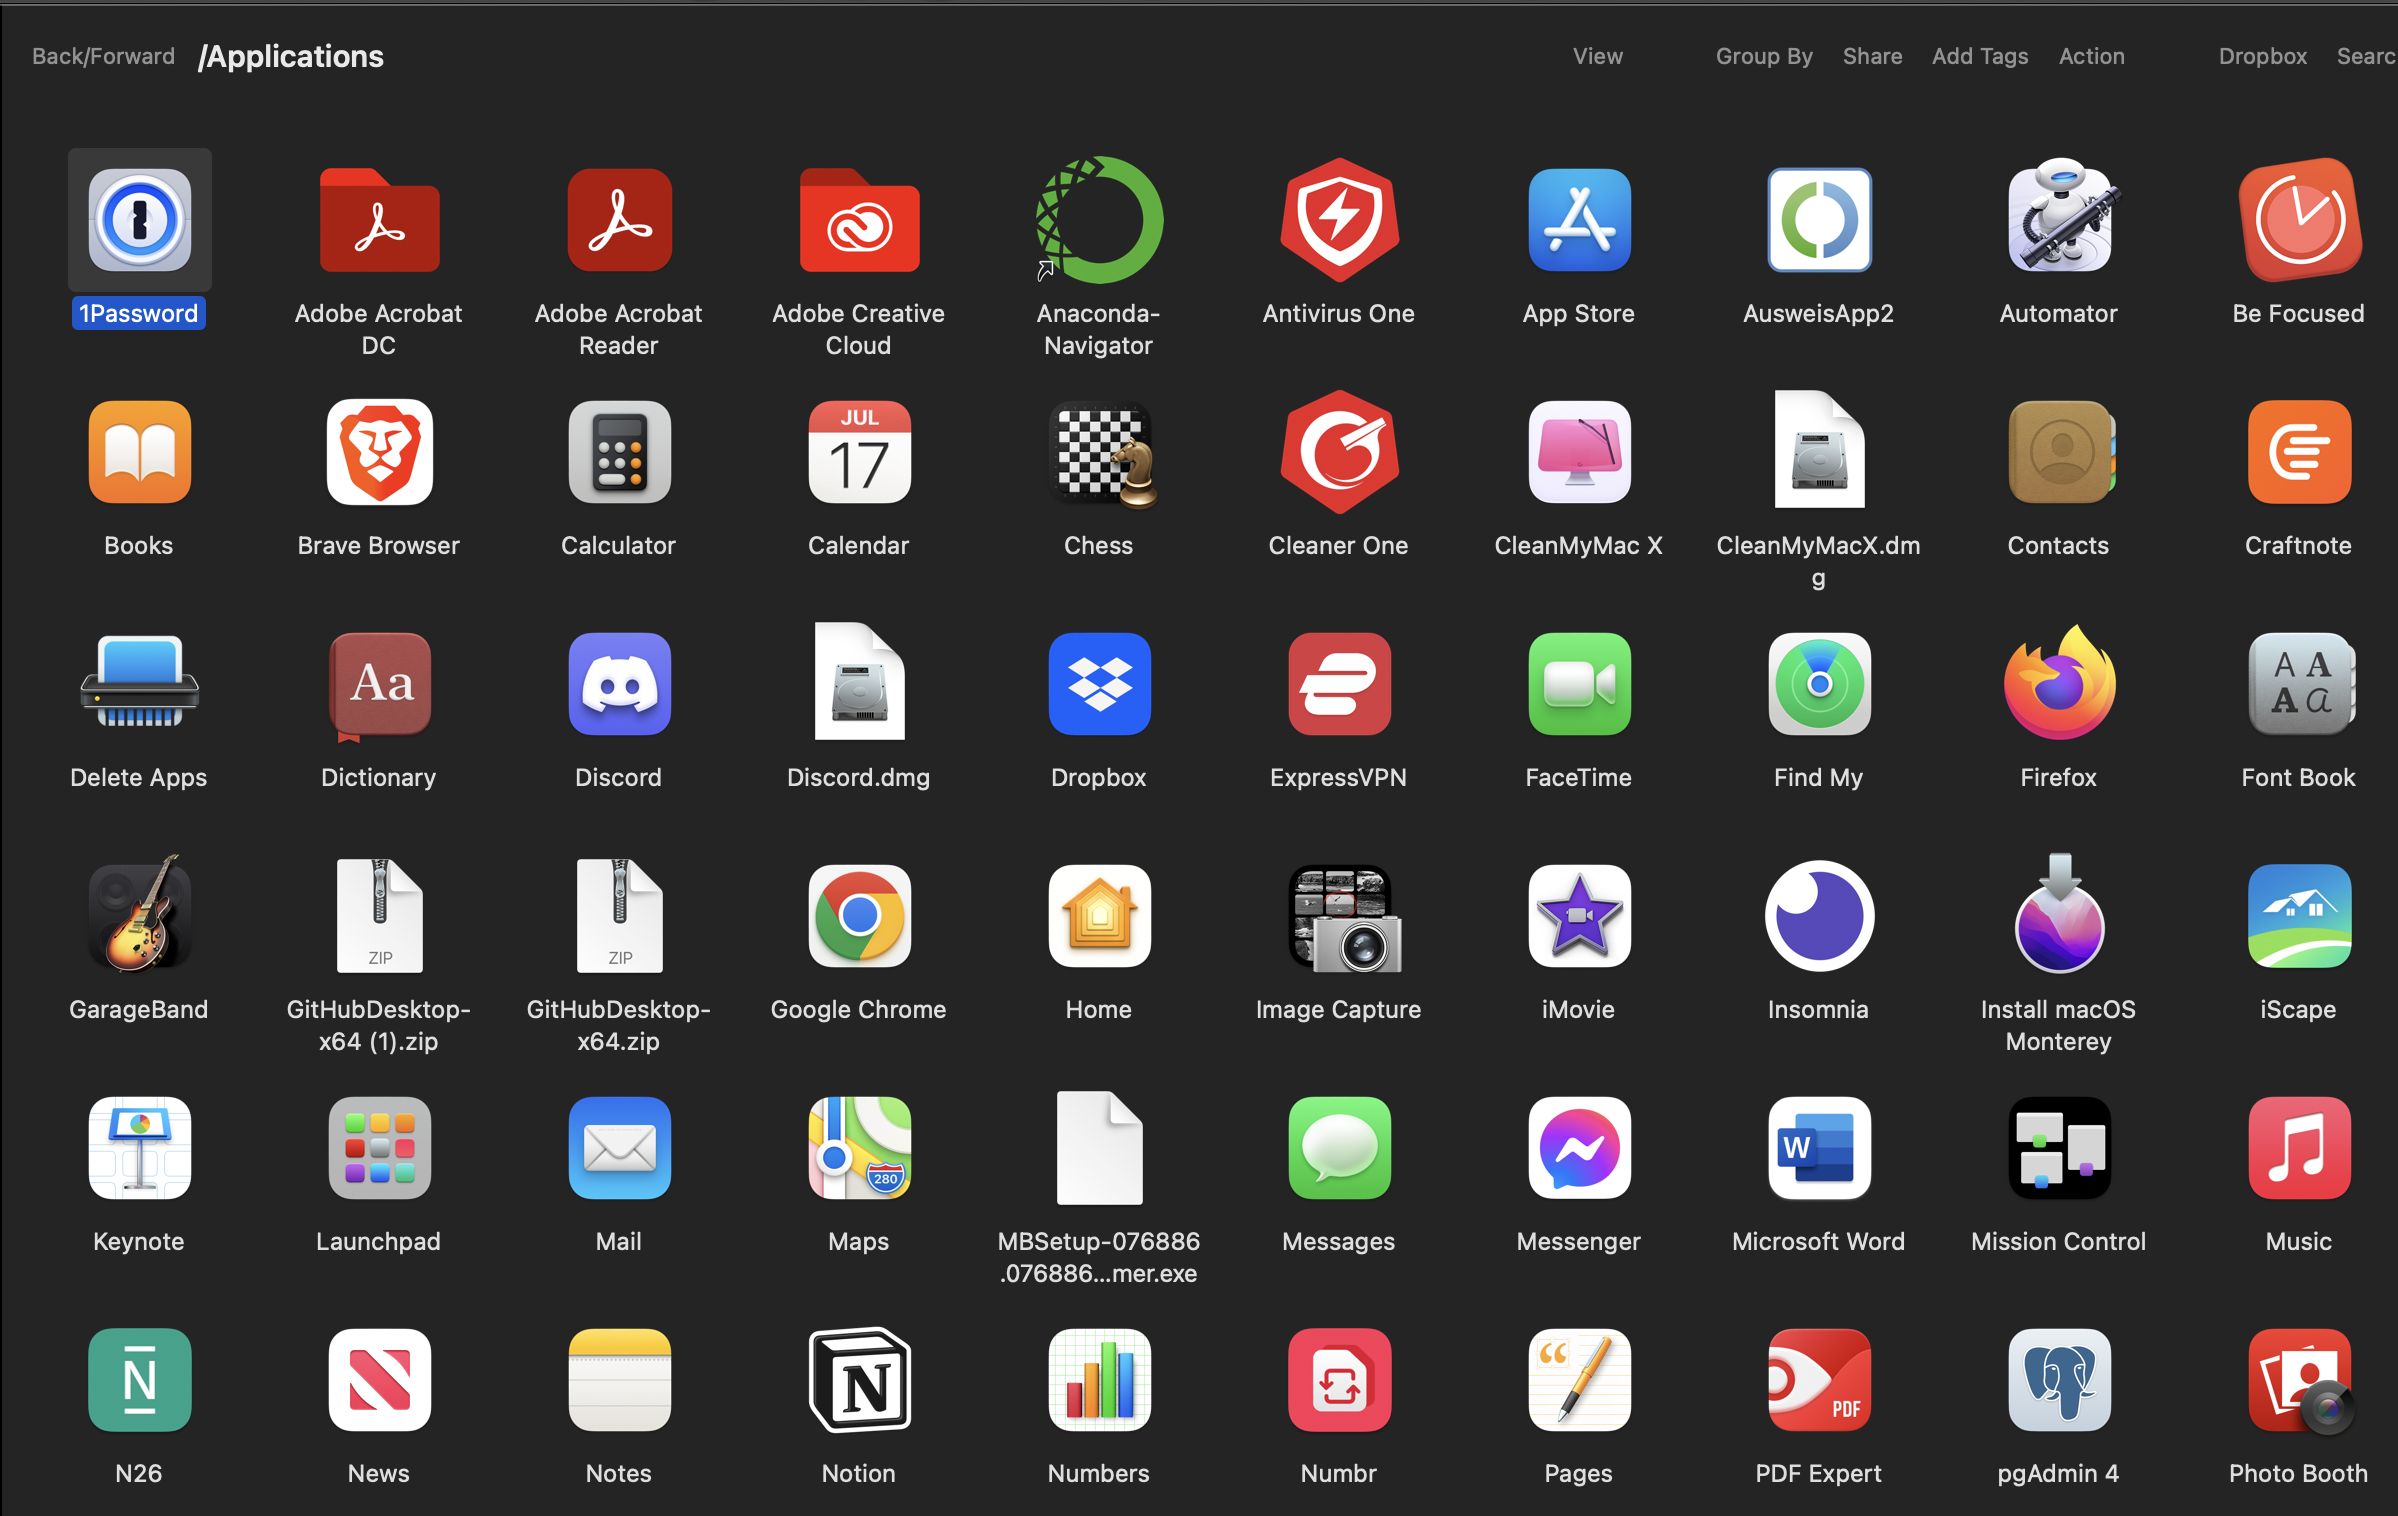 Back/Forward /Applications View Group By Share Add Tags Action Dropbox Searc
1Password
Adobe Acrobat
DC
Adobe Acrobat
Reader
Adobe Creative
Cloud
Anaconda-
Navigator
Antivirus One
App Store
AusweisApp2
Automator
Be Focused
JUL
17
Books
Brave Browser
Calculator
Calendar
Chess
Cleaner One
CleanMyMac X
CleanMyMacX.dm
g
Contacts
Craftnote
Aa
A A
A a
Delete Apps
Dictionary
Discord
Discord.dmg
Dropbox
ExpressVPN
FaceTime
Find My
Firefox
Font Book
ZIP
ZIP
GarageBand
GitHubDesktop-
x64 (1).zip
GitHubDesktop-
x64.zip
Google Chrome
Home
Image Capture
iMovie
Insomnia
Install macOS
Monterey
iScape
280
W
Keynote
Launchpad
Mail
Maps
MBSetup-076886
.076886...mer.exe
Messages
Messenger
Microsoft Word
Mission Control
Music
N
N
“
PDF
N26
News
Notes
Notion
Numbers
Numbr
Pages
PDF Expert
pgAdmin 4
Photo Booth